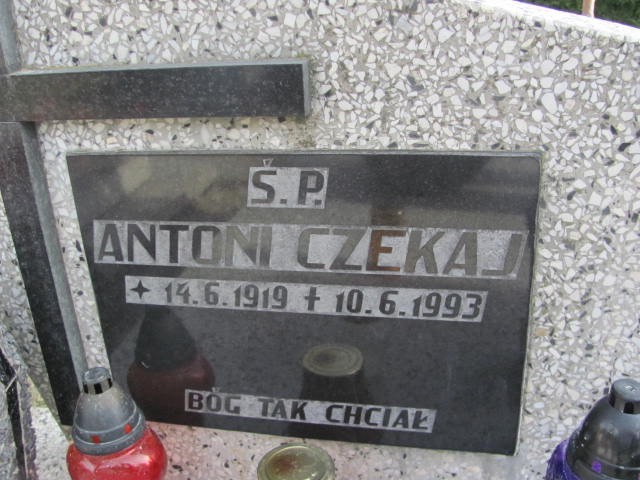 Ś.P.
ANTONI CZEKAJ
✦ 14.6.1919 ✝ 10.6.1993
BÓG TAK CHCIAŁ